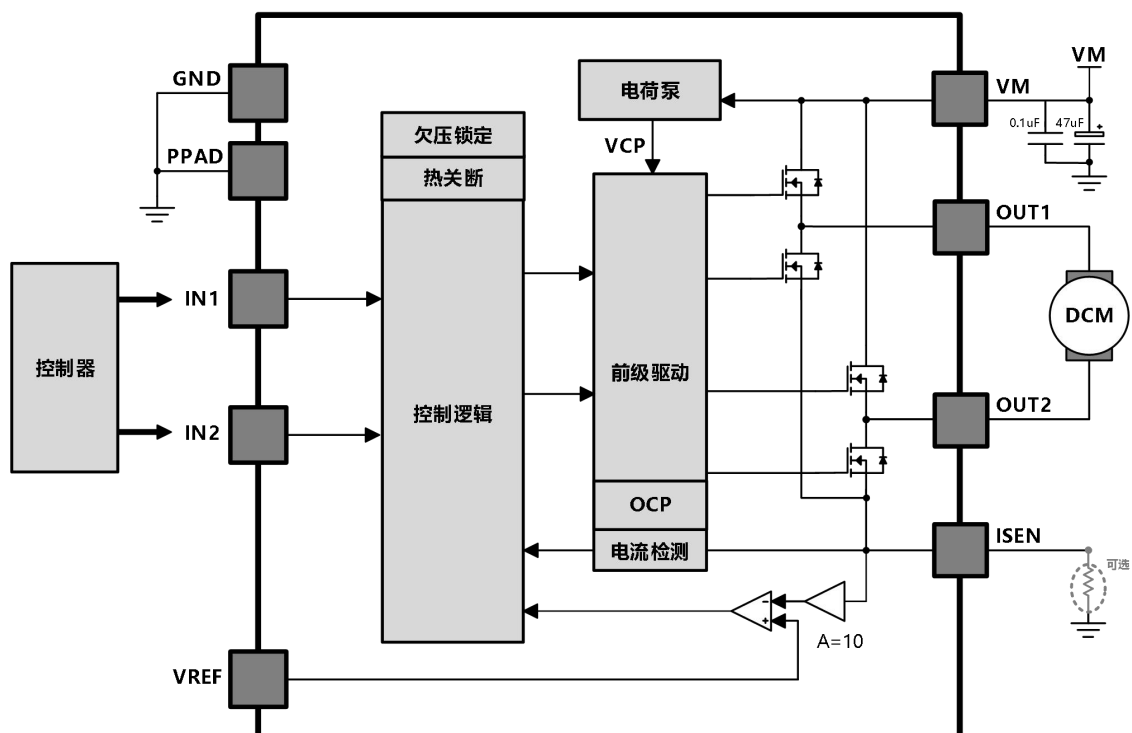 GND
PPAD
控制器
IN1
IN2
VREF
欠压锁定
热关断
控制逻辑
电荷泵
VCP
前级驱动
OCP
电流检测
-
+
A=10
VM
VM
0.1uF
47uF
+
OUT1
DCM
OUT2
ISEN
可选